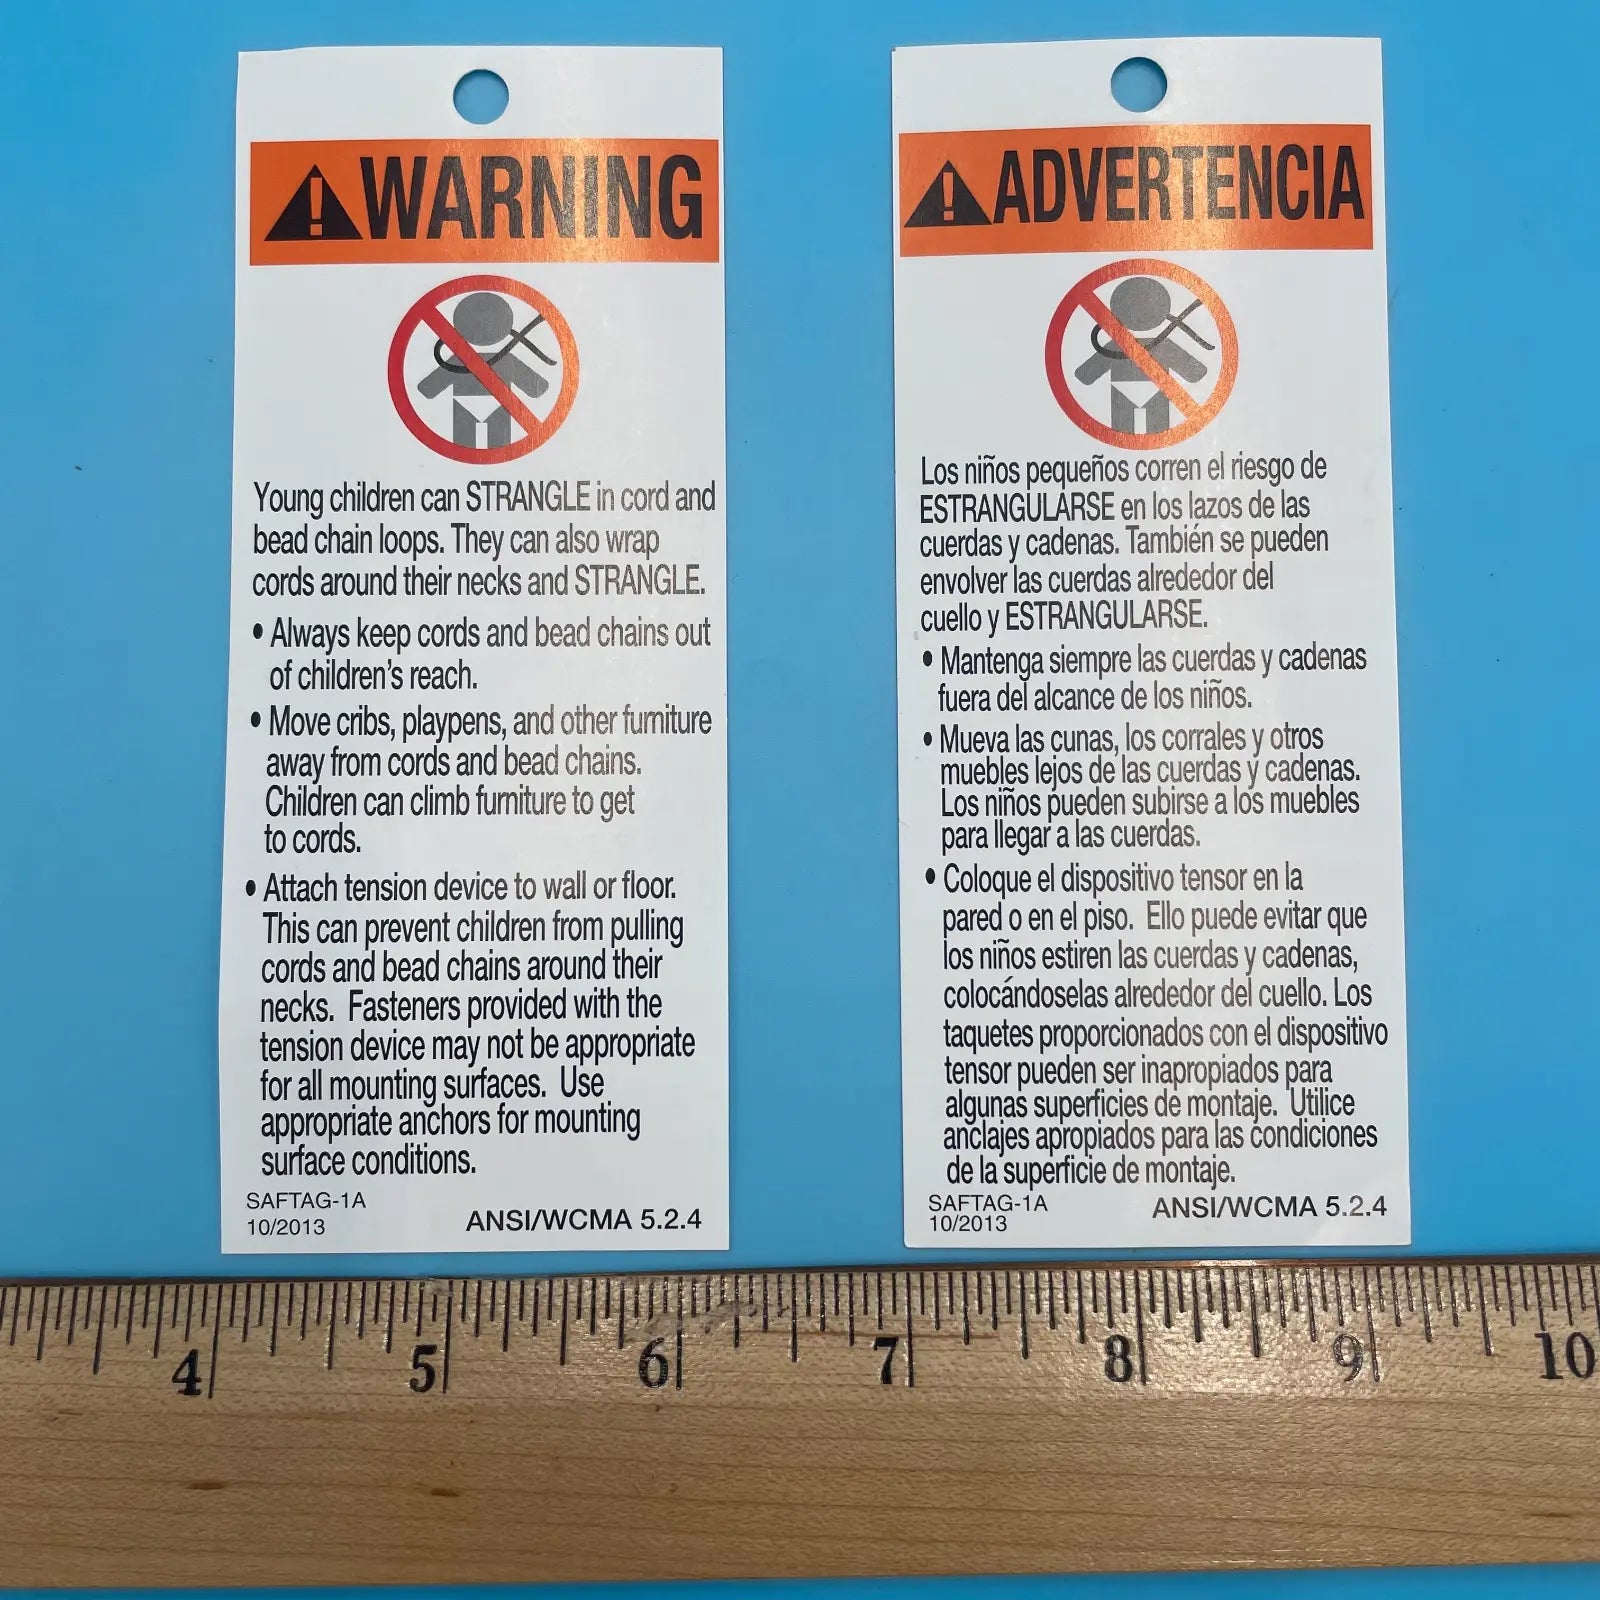 WARNING
Young children can STRANGLE in cord and
bead chain loops. They can also wrap
cords around their necks and STRANGLE.
• Always keep cords and bead chains out
of children's reach.
• Move cribs, playpens, and other furniture
away from cords and bead chains.
Children can climb furniture to get
to cords.
• Attach tension device to wall or floor.
This can prevent children from pulling
cords and bead chains around their
necks. Fasteners provided with the
tension device may not be appropriate
for all mounting surfaces. Use
appropriate anchors for mounting
surface conditions.
SAFTAG-1A
10/2013
ANSI/WCMA 5.2.4
ADVERTENCIA
Los niños pequeños corren el riesgo de
ESTRANGULARSE en los lazos de las
cuerdas y cadenas. También se pueden
envolver las cuerdas alrededor del
cuello y ESTRANGULARSE.
• Mantenga siempre las cuerdas y cadenas
fuera del alcance de los niños.
• Mueva las cunas, los corrales y otros
muebles lejos de las cuerdas y cadenas.
Los niños pueden subirse a los muebles
para llegar a las cuerdas.
• Coloque el dispositivo tensor en la
pared o en el piso. Ello puede evitar que
los niños estiren las cuerdas y cadenas,
colocándoselas alrededor del cuello. Los
taquetes proporcionados con el dispositivo
tensor pueden ser inapropiados para
algunas superficies de montaje. Utilice
anclajes apropiados para las condiciones
de la superficie de montaje.
SAFTAG-1A
10/2013
ANSI/WCMA 5.2.4
4 5 6 7 8 9 10